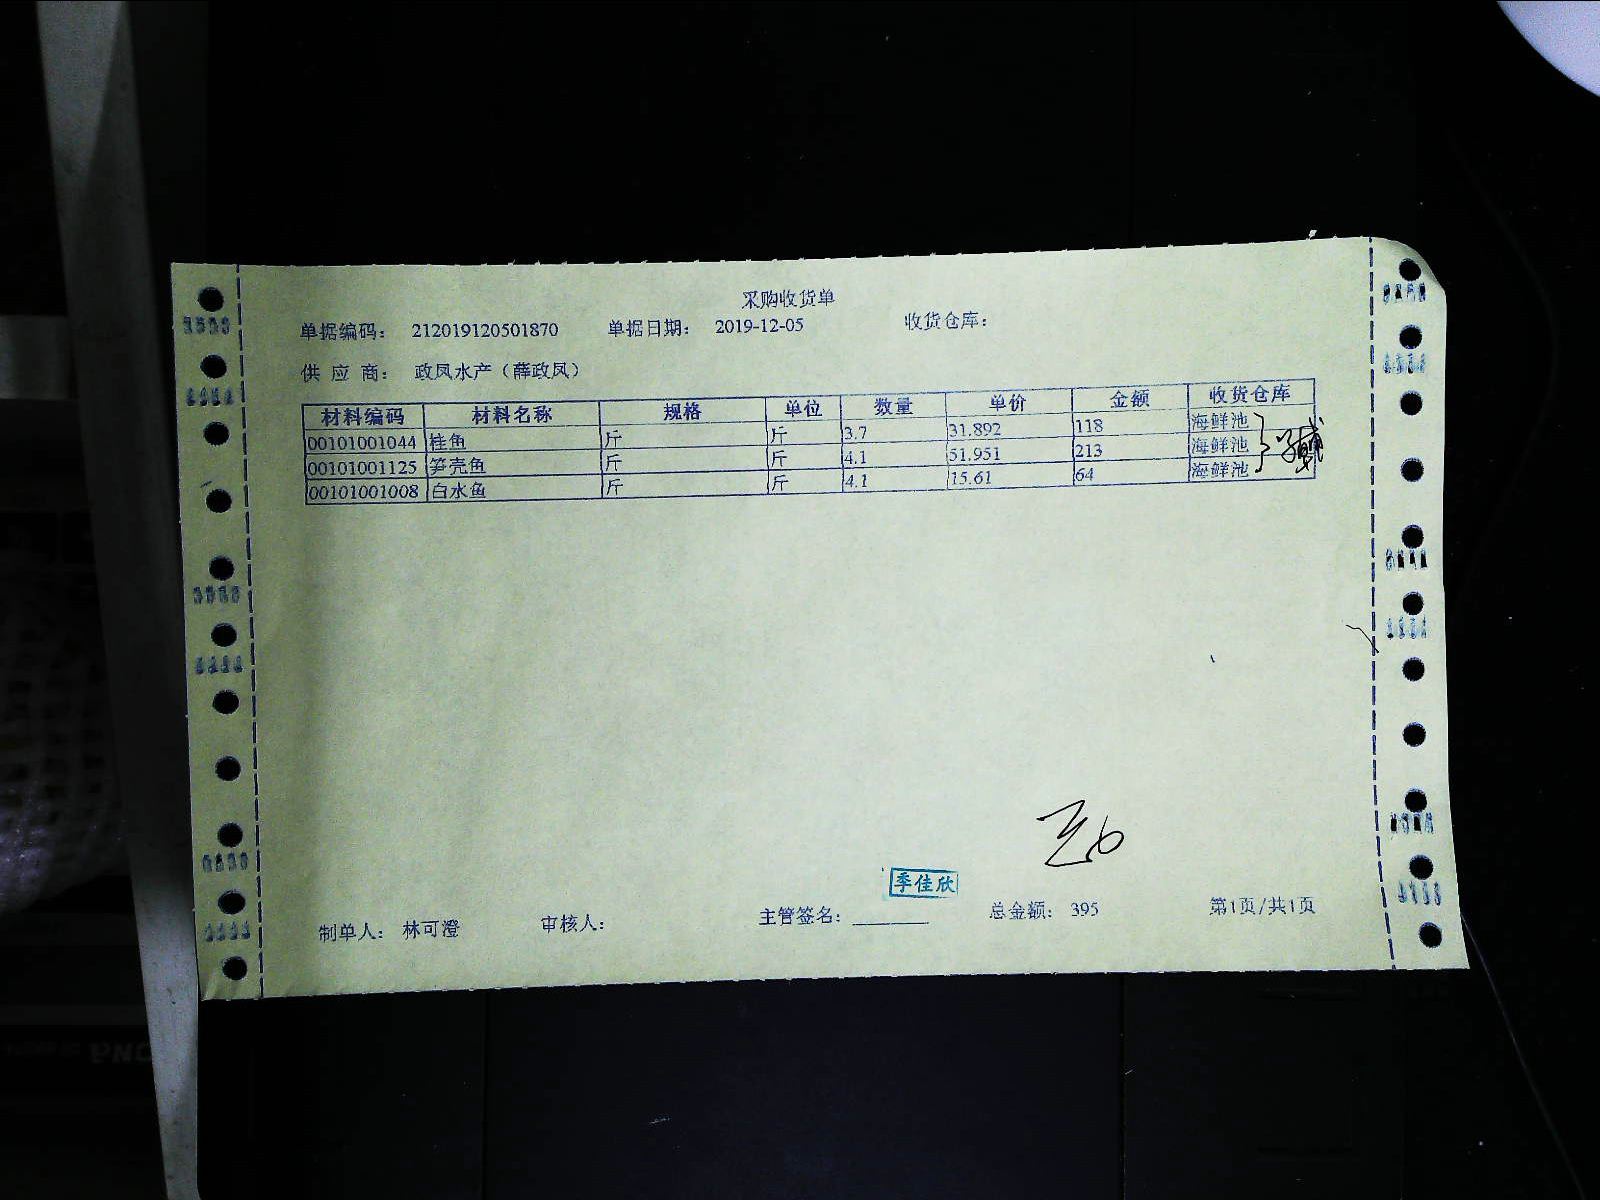 采购收货单
单据编码： 212019120501870 单据日期： 2019-12-05 收货仓库：
供 应 商： 政凤水产（薛政凤）
材料编码 材料名称 规格 单位 数量 单价 金额 收货仓库
00101001044 桂鱼 斤 斤 3.7 31.892 118 海鲜池
00101001125 笋壳鱼 斤 斤 4.1 51.951 213 海鲜池
00101001008 白水鱼 斤 斤 4.1 15.61 64 海鲜池
季佳欣
制单人： 林可澄 审核人： 主管签名： 总金额： 395 第1页/共1页